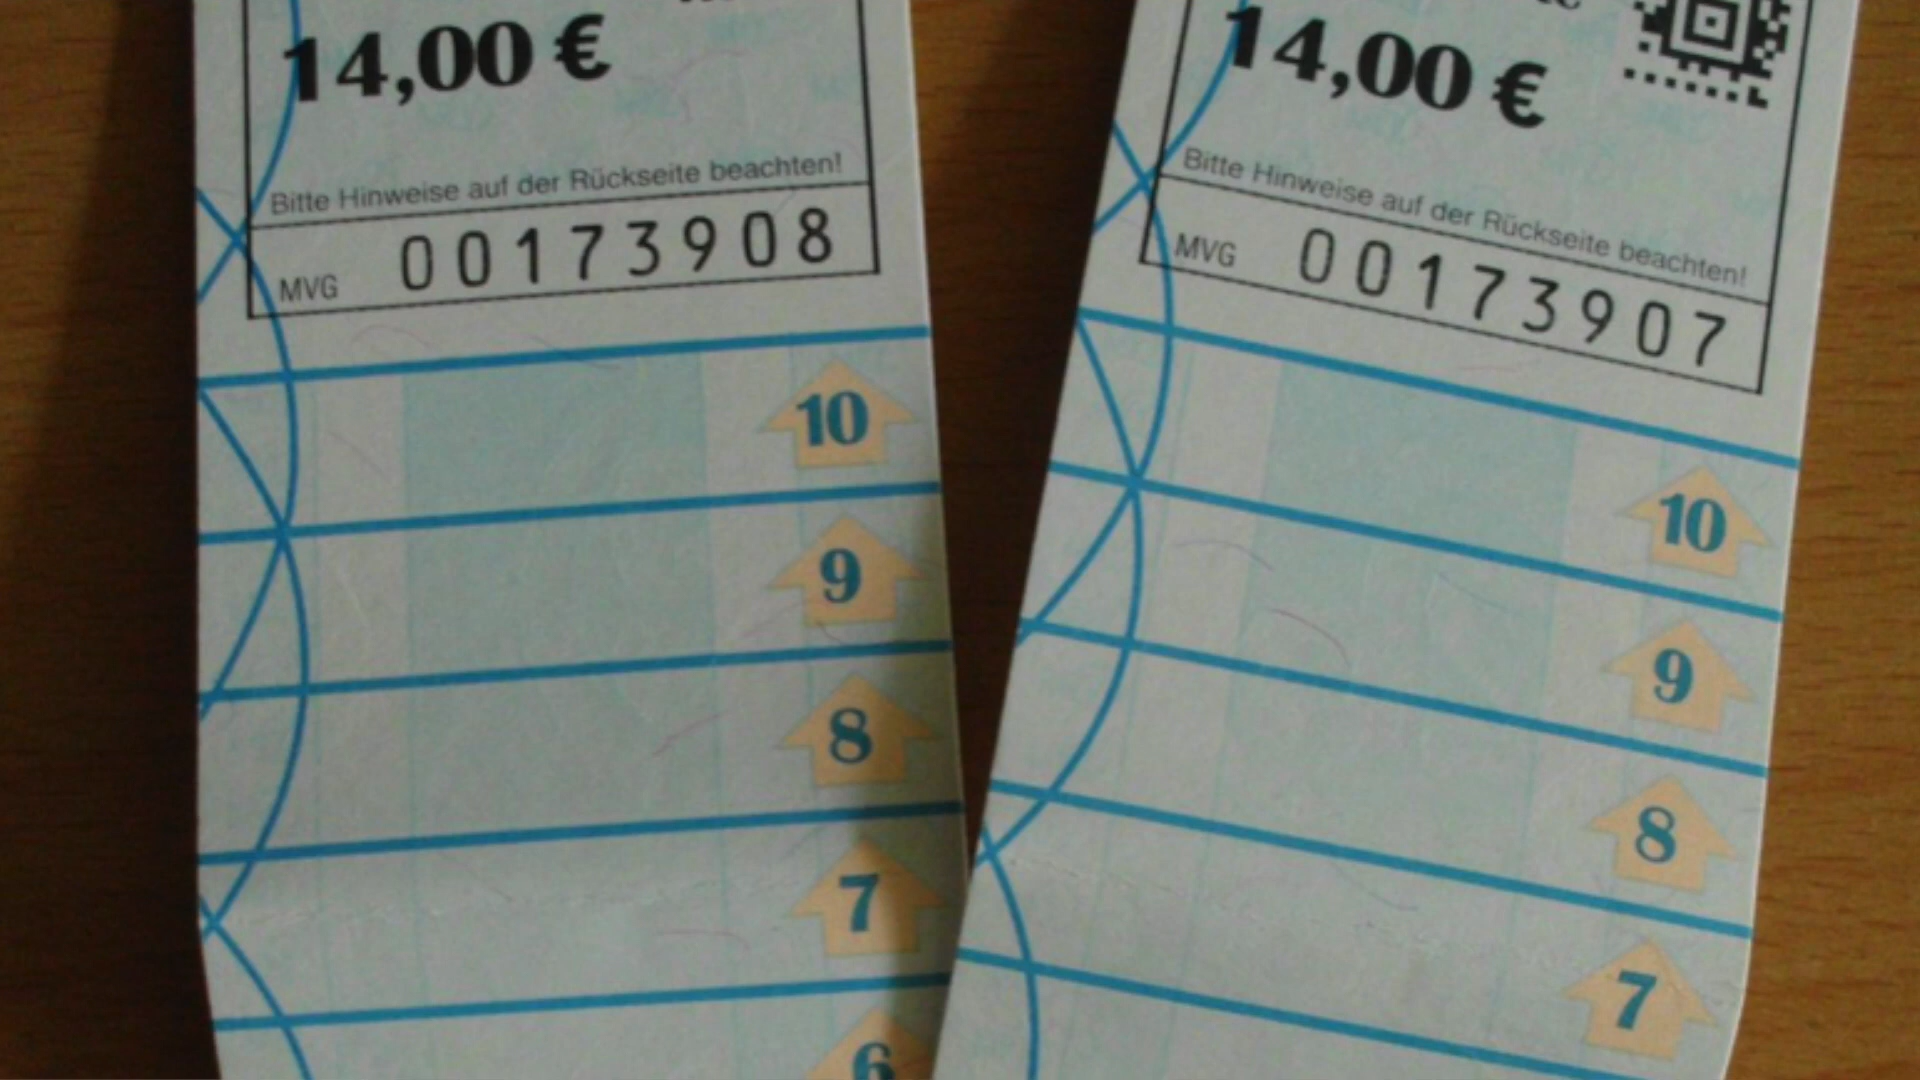 14,00 €
Bitte Hinweise auf der Rückseite beachten!
MVG 00173908
10
9
8
7
6
14,00 €
Bitte Hinweise auf der Rückseite beachten!
MVG 00173907
10
9
8
7